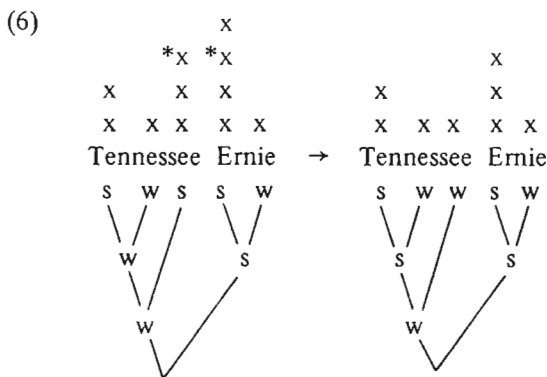 (6)
x
*x *x x
x x x x x
x x x x x x x x x x
Tennessee Ernie → Tennessee Ernie
s w s s w s w w s w
w s s s
w w